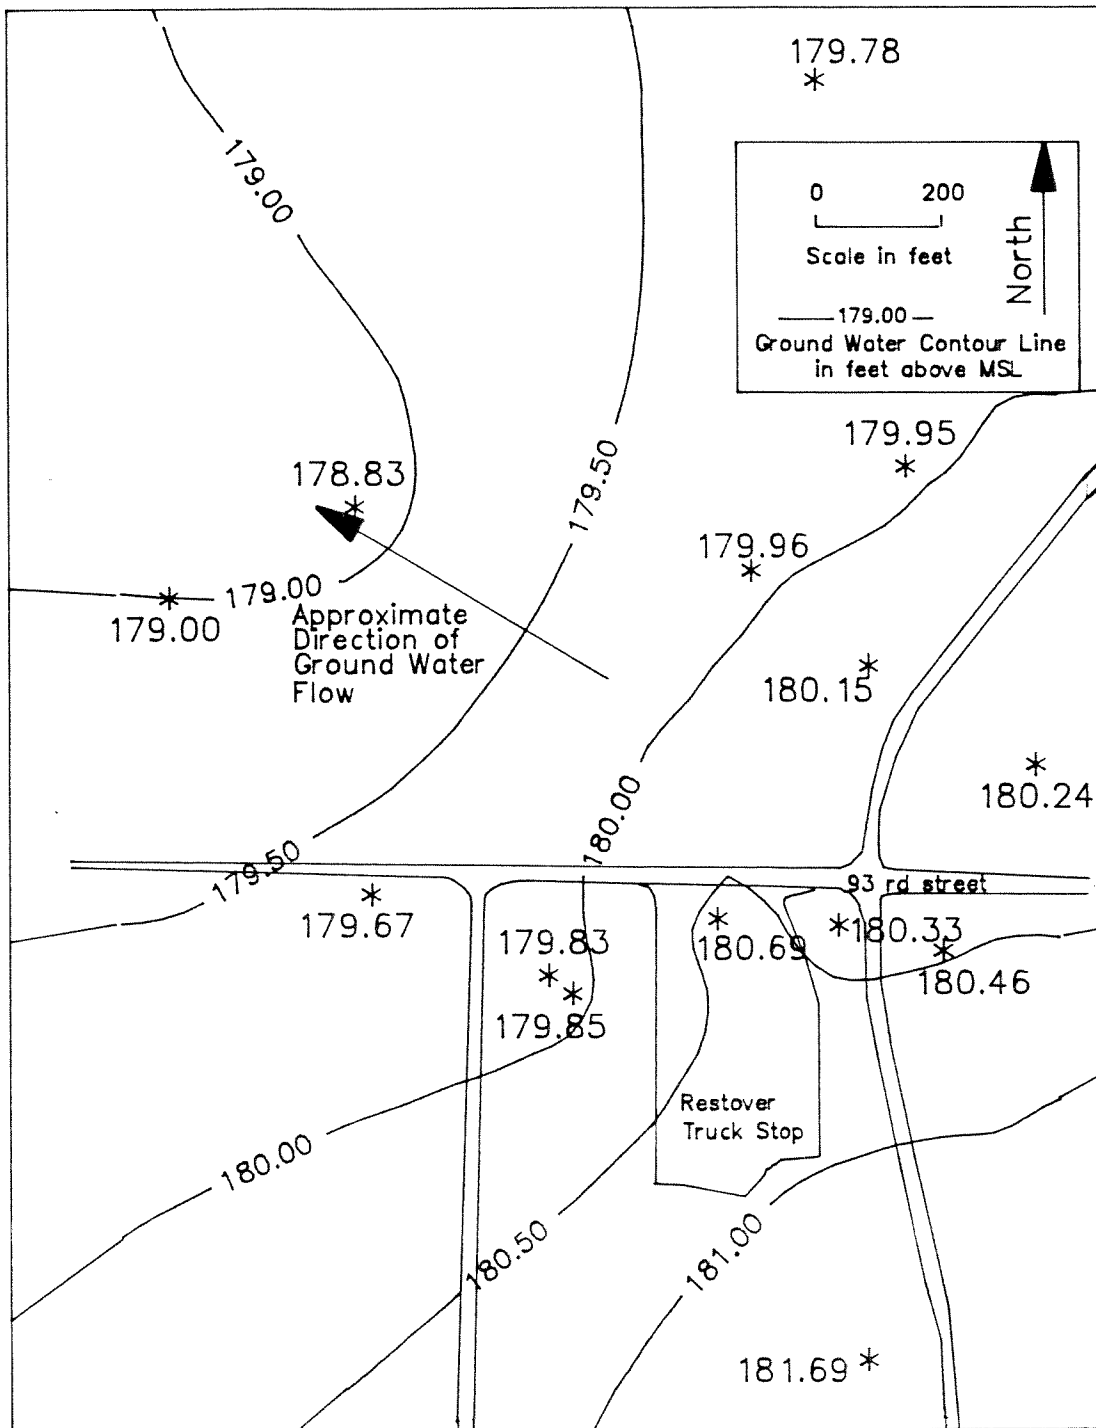 179.78
179.00
0 200
Scale in feet
North
179.00
Ground Water Contour Line
in feet above MSL
179.95
179.50
178.83
179.96
179.00
179.00
Approximate
Direction of
Ground Water
Flow
180.15
180.24
180.00
179.50
93 rd street
179.67
179.83
180.69
180.33
180.46
179.85
Restover
Truck Stop
180.00
180.50
181.00
181.69